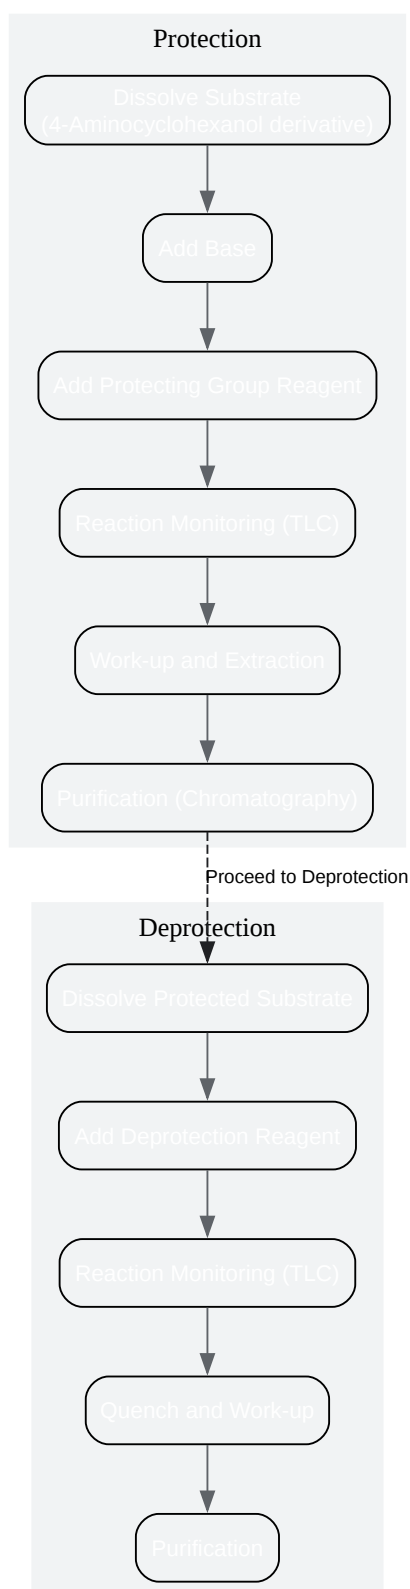 Protection
Dissolve Substrate
(4-Aminocyclohexanol derivative)
Add Base
Add Protecting Group Reagent
Reaction Monitoring (TLC)
Work-up and Extraction
Purification (Chromatography)
Proceed to Deprotection
Deprotection
Dissolve Protected Substrate
Add Deprotection Reagent
Reaction Monitoring (TLC)
Quench and Work-up
Purification